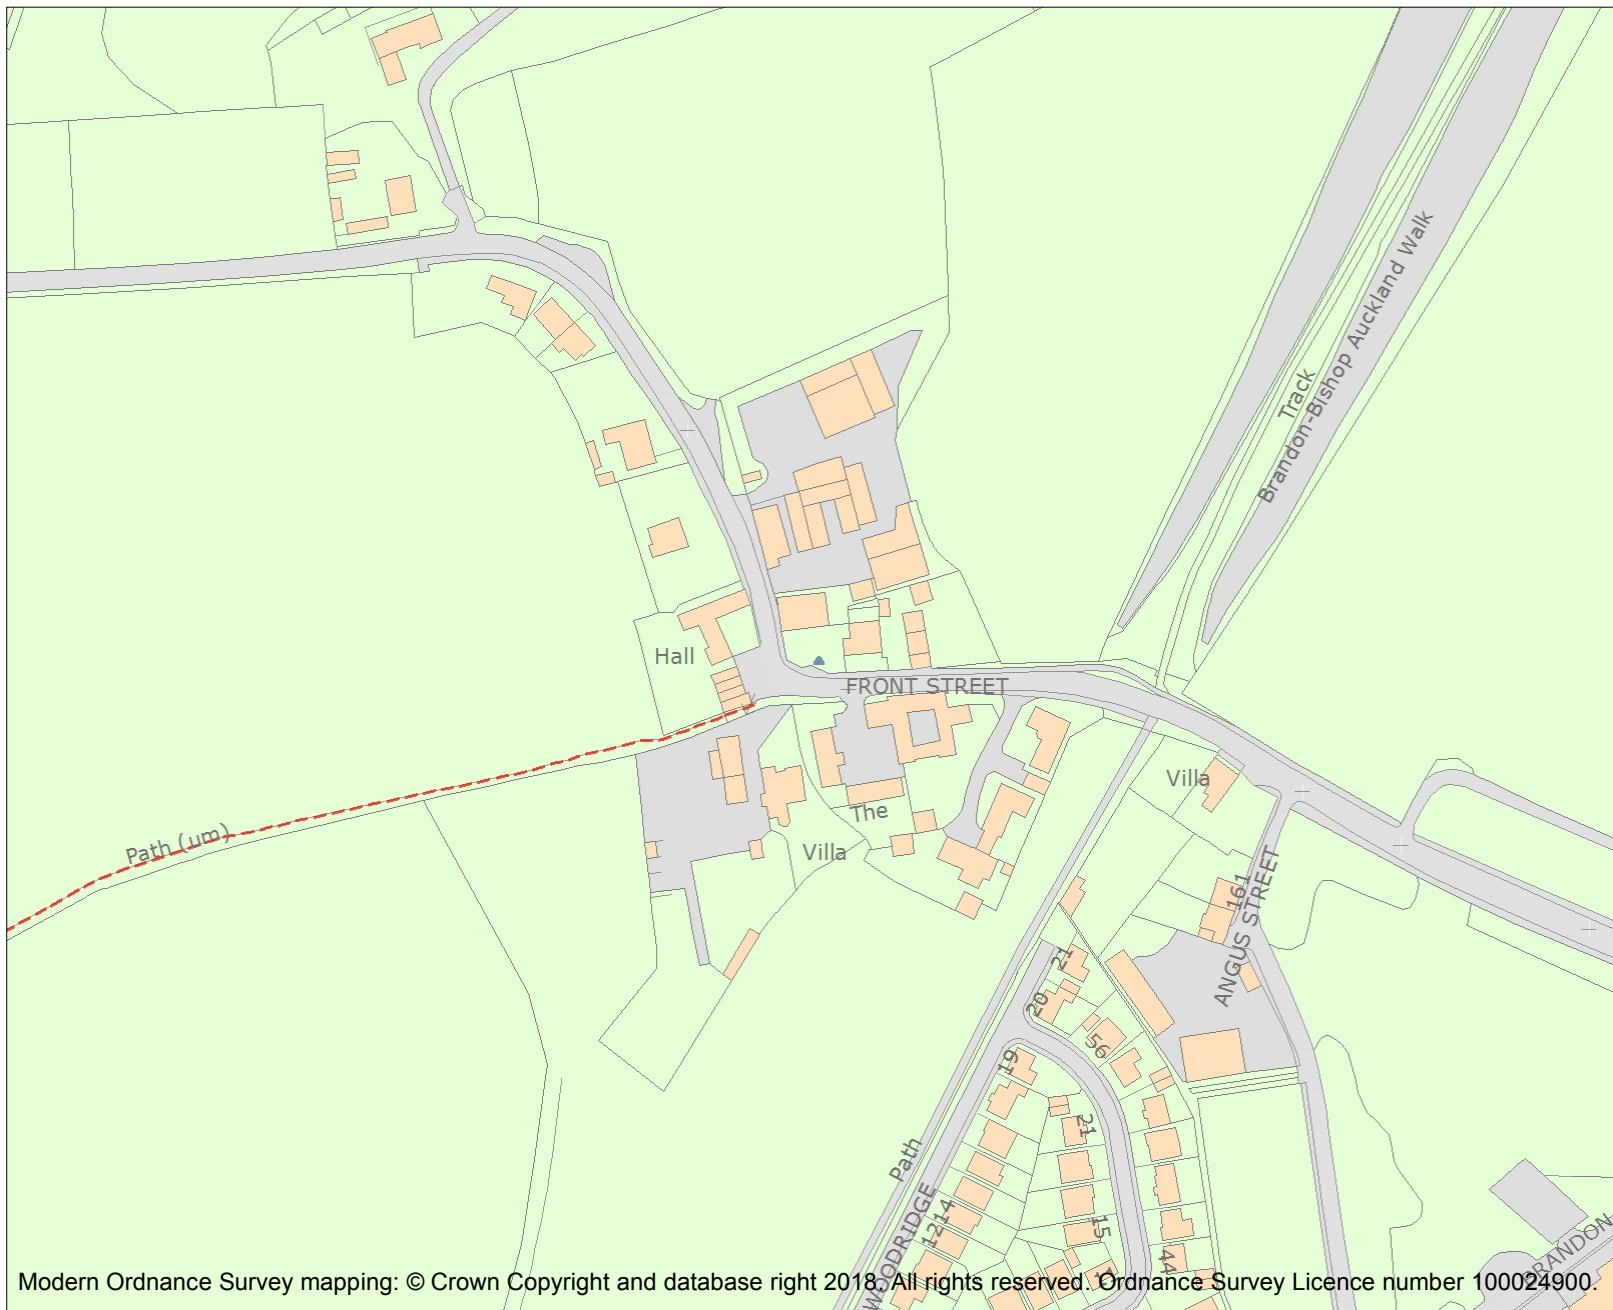 Track
Brandon-Bishop Auckland Walk
Hall
FRONT STREET
Villa
The
Path (um)
Villa
161
ANGUS STREET
21
20
56
19
21
Path
15
1214
WOODRIDGE
44
BRANDON
Modern Ordnance Survey mapping: © Crown Copyright and database right 2018. All rights reserved. Ordnance Survey Licence number 100024900.